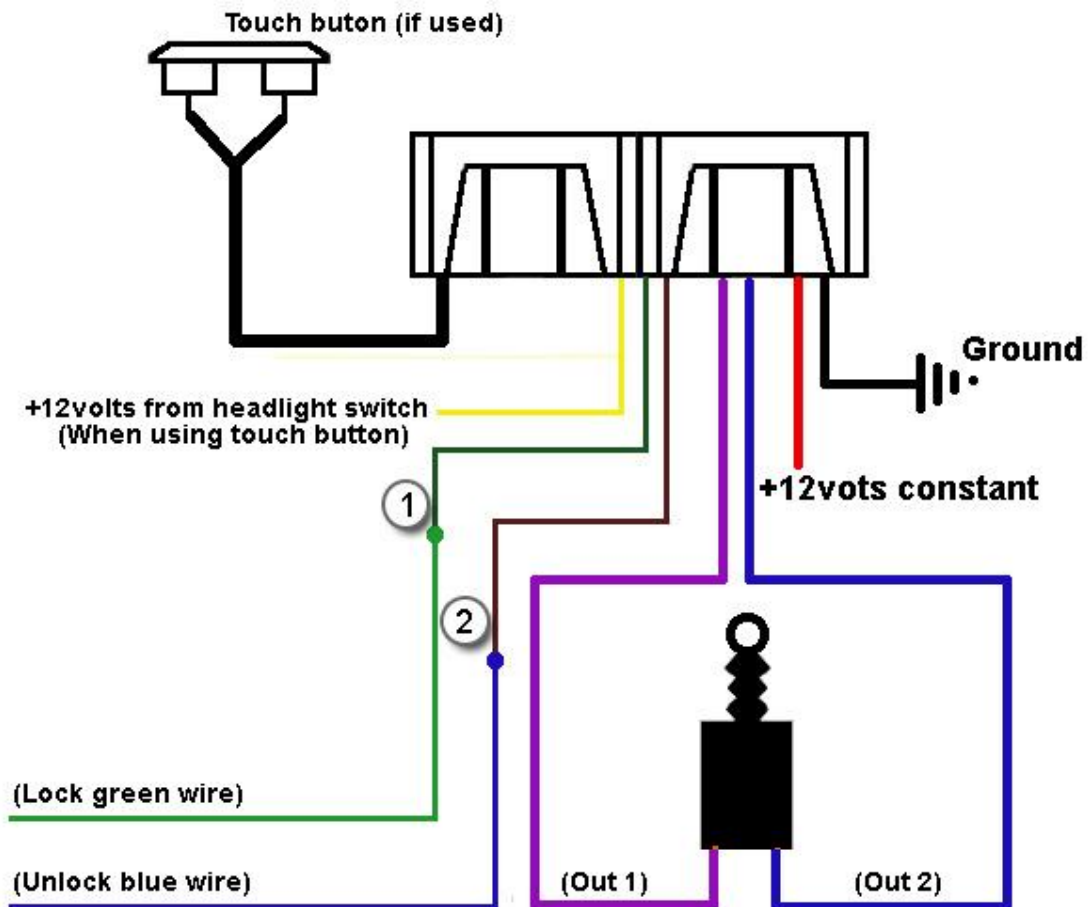 Touch buton (if used)
Ground
+12volts from headlight switch
(When using touch button)
+12vots constant
1
2
(Lock green wire)
(Unlock blue wire)
(Out 1)
(Out 2)